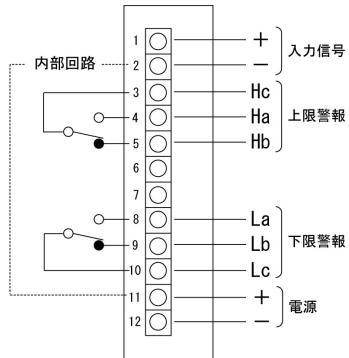 1 + 入力信号
内部回路 2 −
3 Hc
4 Ha 上限警報
5 Hb
6
7
8 La
9 Lb 下限警報
10 Lc
11 + 電源
12 −